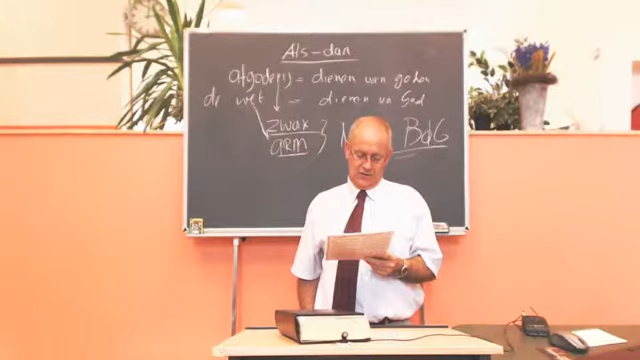 Als-dan
afgoderij = dienen van goden
de wet = dienen van God
zwak
arm } BdG